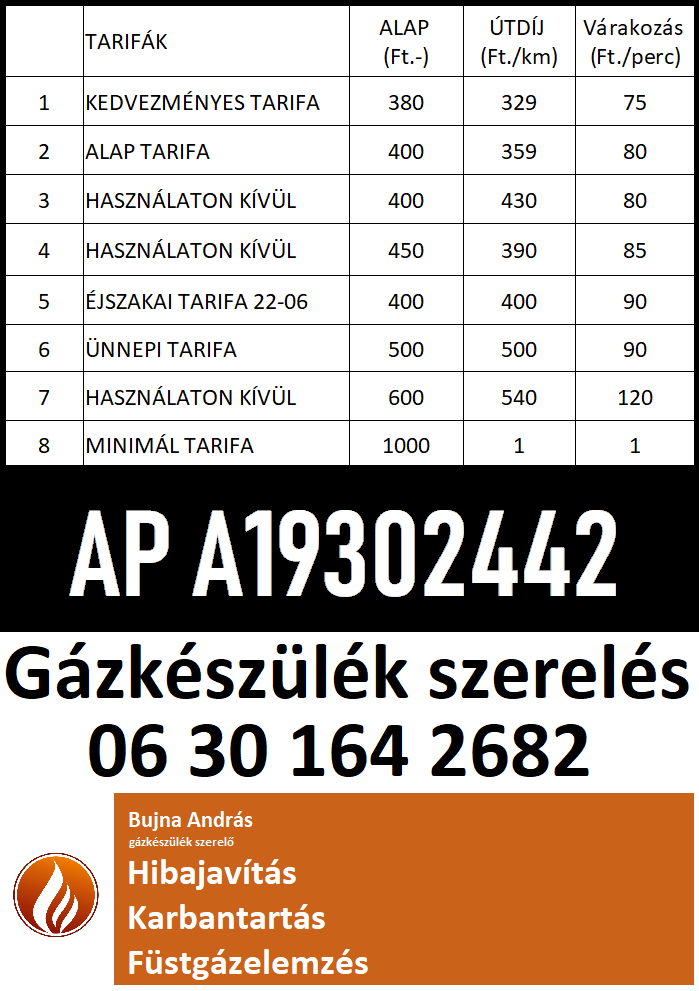 TARIFÁK ALAP (Ft.-) ÚTDÍJ (Ft./km) Várakozás (Ft./perc)
1 KEDVEZMÉNYES TARIFA 380 329 75
2 ALAP TARIFA 400 359 80
3 HASZNÁLATON KÍVÜL 400 430 80
4 HASZNÁLATON KÍVÜL 450 390 85
5 ÉJSZAKAI TARIFA 22-06 400 400 90
6 ÜNNEPI TARIFA 500 500 90
7 HASZNÁLATON KÍVÜL 600 540 120
8 MINIMÁL TARIFA 1000 1 1
AP A19302442
Gázkészülék szerelés
06 30 164 2682
Bujna András
gázkészülék szerelő
Hibajavítás
Karbantartás
Füstgázelemzés